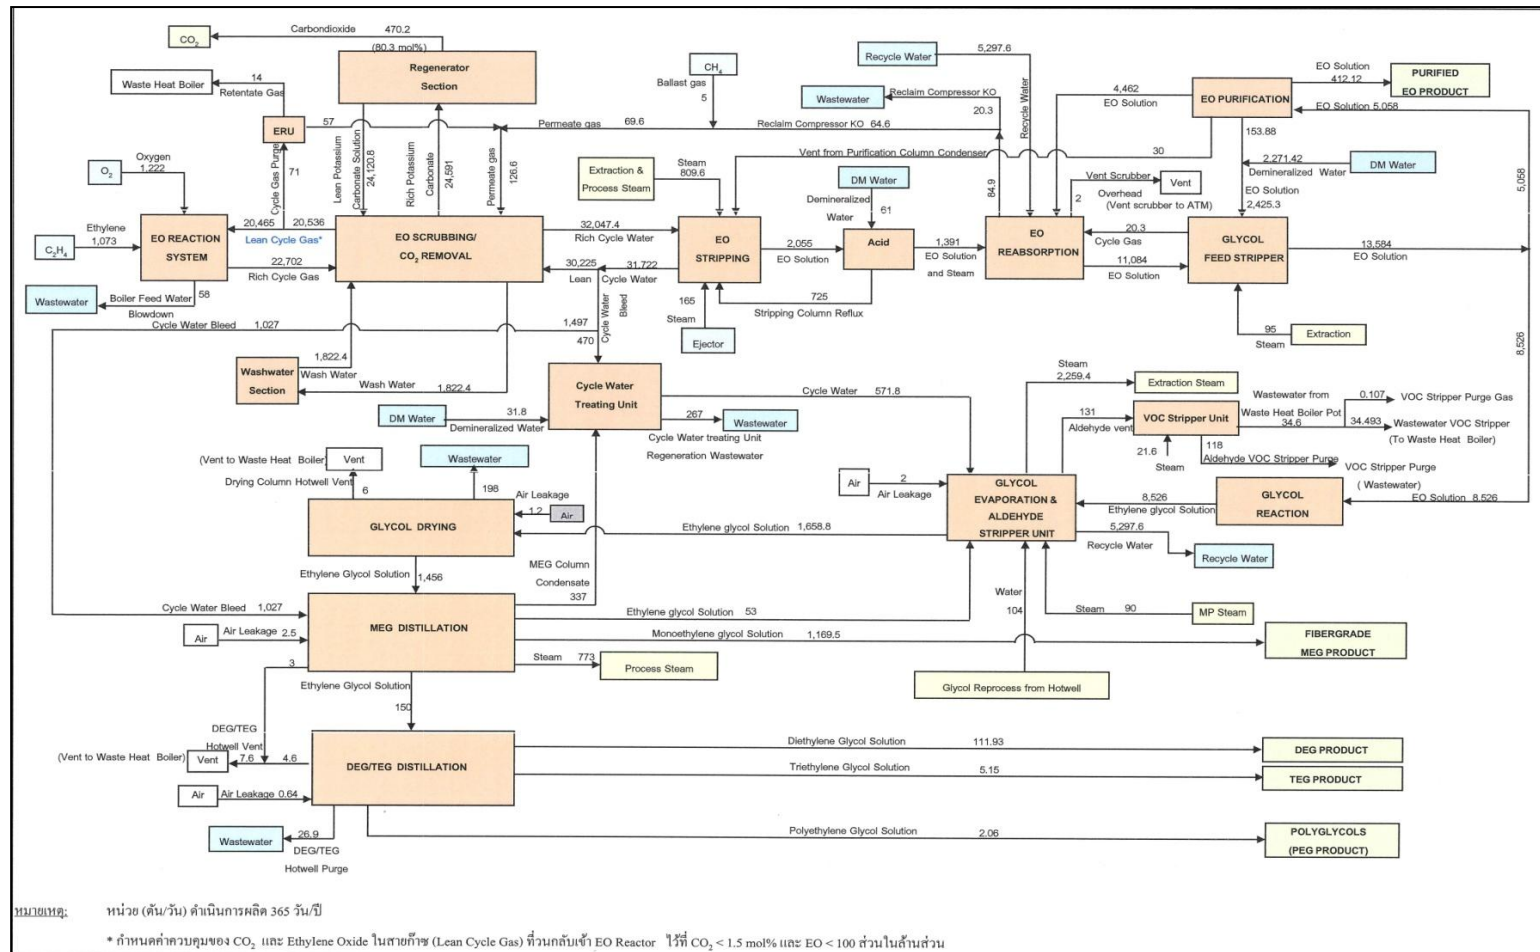 Carbondioxide 470.2
CO2
(80.3 mol%)
Regenerator
Section
Waste Heat Boiler
14
Retentate Gas
ERU
57
Lean Potassium
Carbonate Solution
24,120.8
Rich Potassium
Carbonate
24,591
Permeate gas 69.6
Permeate gas
126.6
CH4
Ballast gas
5
Recycle Water
5,297.6
Recycle Water
Wastewater
Reclaim Compressor KO
20.3
Reclaim Compressor KO 64.6
4,462
EO Solution
EO PURIFICATION
EO Solution
412.12
PURIFIED
EO PRODUCT
EO Solution 5,058
153.88
Vent from Purification Column Condenser
30
2,271.42
Demineralized Water
DM Water
EO Solution
2,425.3
5,058
O2
Oxygen
1,222
Cycle Gas Purge
71
Extraction &
Process Steam
Steam
809.6
DM Water
Demineralized
Water
61
84.9
Vent Scrubber
Vent
2
Overhead
(Vent scrubber to ATM)
C2H4
Ethylene
1,073
EO REACTION
SYSTEM
20,465
20,536
Lean Cycle Gas*
22,702
Rich Cycle Gas
EO SCRUBBING/
CO2 REMOVAL
32,047.4
Rich Cycle Water
30,225
31,722
Lean
Cycle Water
EO
STRIPPING
2,055
EO Solution
Acid
1,391
EO Solution
and Steam
EO
REABSORPTION
20.3
Cycle Gas
11,084
EO Solution
GLYCOL
FEED STRIPPER
13,584
EO Solution
725
Stripping Column Reflux
Wastewater
Boiler Feed Water
Blowdown
58
Cycle Water Bleed 1,027
1,497
470
Cycle Water
Bleed
165
Steam
Ejector
95
Steam
Extraction
8,526
1,822.4
Wash Water
Washwater
Section
Wash Water
1,822.4
Cycle Water
Treating Unit
DM Water
31.8
Demineralized Water
267
Wastewater
Cycle Water treating Unit
Regeneration Wastewater
Cycle Water 571.8
Steam
2,259.4
Extraction Steam
131
Aldehyde vent
VOC Stripper Unit
21.6
Steam
Wastewater from
Waste Heat Boiler Pot
34.6
0.107
VOC Stripper Purge Gas
34.493
Wastewater VOC Stripper
(To Waste Heat Boiler)
118
Aldehyde VOC Stripper Purge
VOC Stripper Purge
( Wastewater)
(Vent to Waste Heat Boiler)
Vent
Drying Column Hotwell Vent
6
Wastewater
198
Air Leakage
1.2
Air
GLYCOL DRYING
Air
2
Air Leakage
GLYCOL
EVAPORATION &
ALDEHYDE
STRIPPER UNIT
8,526
Ethylene glycol Solution
GLYCOL
REACTION
EO Solution 8,526
Ethylene glycol Solution 1,658.8
5,297.6
Recycle Water
Recycle Water
Ethylene Glycol Solution
1,456
MEG Column
Condensate
337
Cycle Water Bleed 1,027
MEG DISTILLATION
Ethylene glycol Solution 53
Water
104
Steam 90
MP Steam
Air
Air Leakage 2.5
Monoethylene glycol Solution 1,169.5
FIBERGRADE
MEG PRODUCT
Steam 773
Process Steam
Glycol Reprocess from Hotwell
3
Ethylene Glycol Solution
150
DEG/TEG
Hotwell Vent
(Vent to Waste Heat Boiler)
Vent
7.6
4.6
DEG/TEG DISTILLATION
Diethylene Glycol Solution 111.93
DEG PRODUCT
Triethylene Glycol Solution 5.15
TEG PRODUCT
Air
Air Leakage 0.64
Wastewater
26.9
DEG/TEG
Hotwell Purge
Polyethylene Glycol Solution 2.06
POLYGLYCOLS
(PEG PRODUCT)
หมายเหตุ: หน่วย (ตัน/วัน) ดำเนินการผลิต 365 วัน/ปี
* กำหนดค่าควบคุมของ CO2 และ Ethylene Oxide ในสายก๊าซ (Lean Cycle Gas) ที่วนกลับเข้า EO Reactor ไว้ที่ CO2 < 1.5 mol% และ EO < 100 ส่วนในล้านส่วน